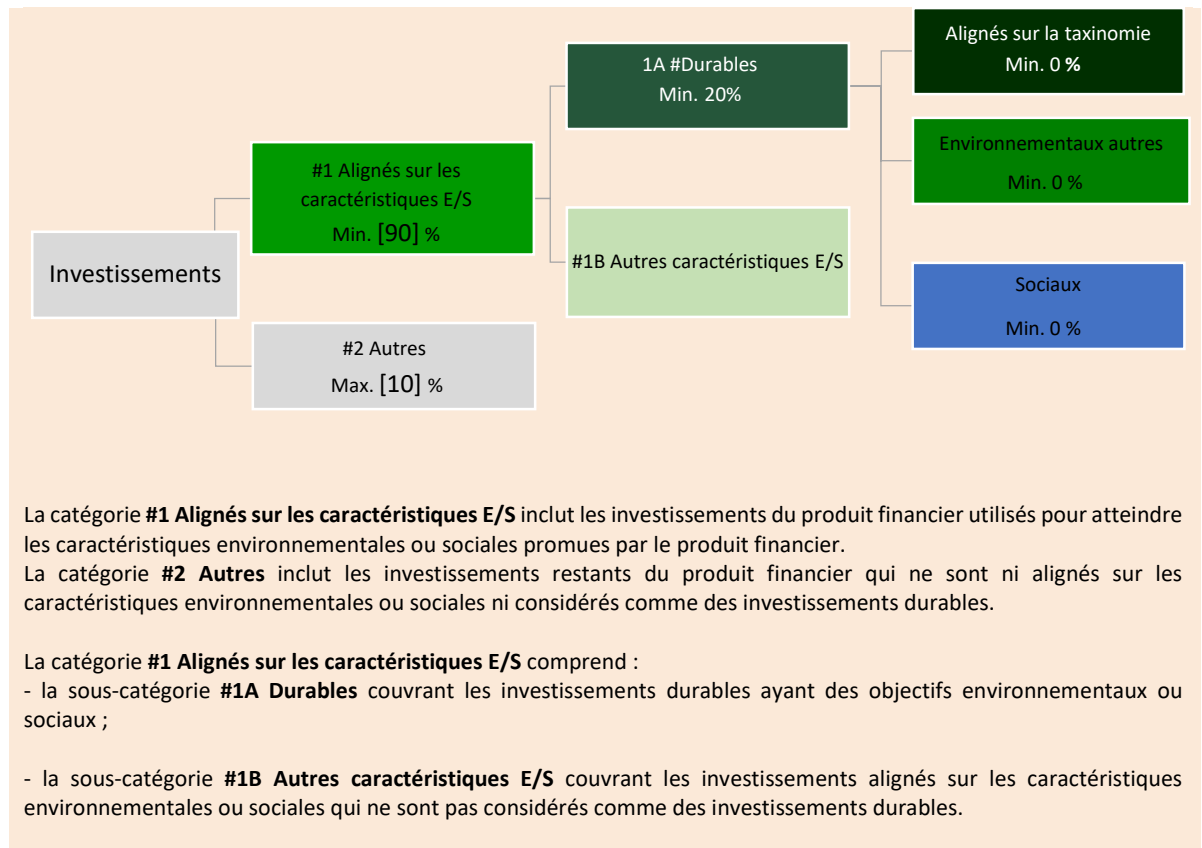 Alignés sur la taxinomie
Min. 0 %
1A #Durables
Min. 20%
Environnementaux autres
Min. 0 %
#1 Alignés sur les
caractéristiques E/S
Min. [90] %
#1B Autres caractéristiques E/S
Investissements
Sociaux
Min. 0 %
#2 Autres
Max. [10] %
La catégorie #1 Alignés sur les caractéristiques E/S inclut les investissements du produit financier utilisés pour atteindre
les caractéristiques environnementales ou sociales promues par le produit financier.
La catégorie #2 Autres inclut les investissements restants du produit financier qui ne sont ni alignés sur les
caractéristiques environnementales ou sociales ni considérés comme des investissements durables.
La catégorie #1 Alignés sur les caractéristiques E/S comprend :
- la sous-catégorie #1A Durables couvrant les investissements durables ayant des objectifs environnementaux ou
sociaux ;
- la sous-catégorie #1B Autres caractéristiques E/S couvrant les investissements alignés sur les caractéristiques
environnementales ou sociales qui ne sont pas considérés comme des investissements durables.